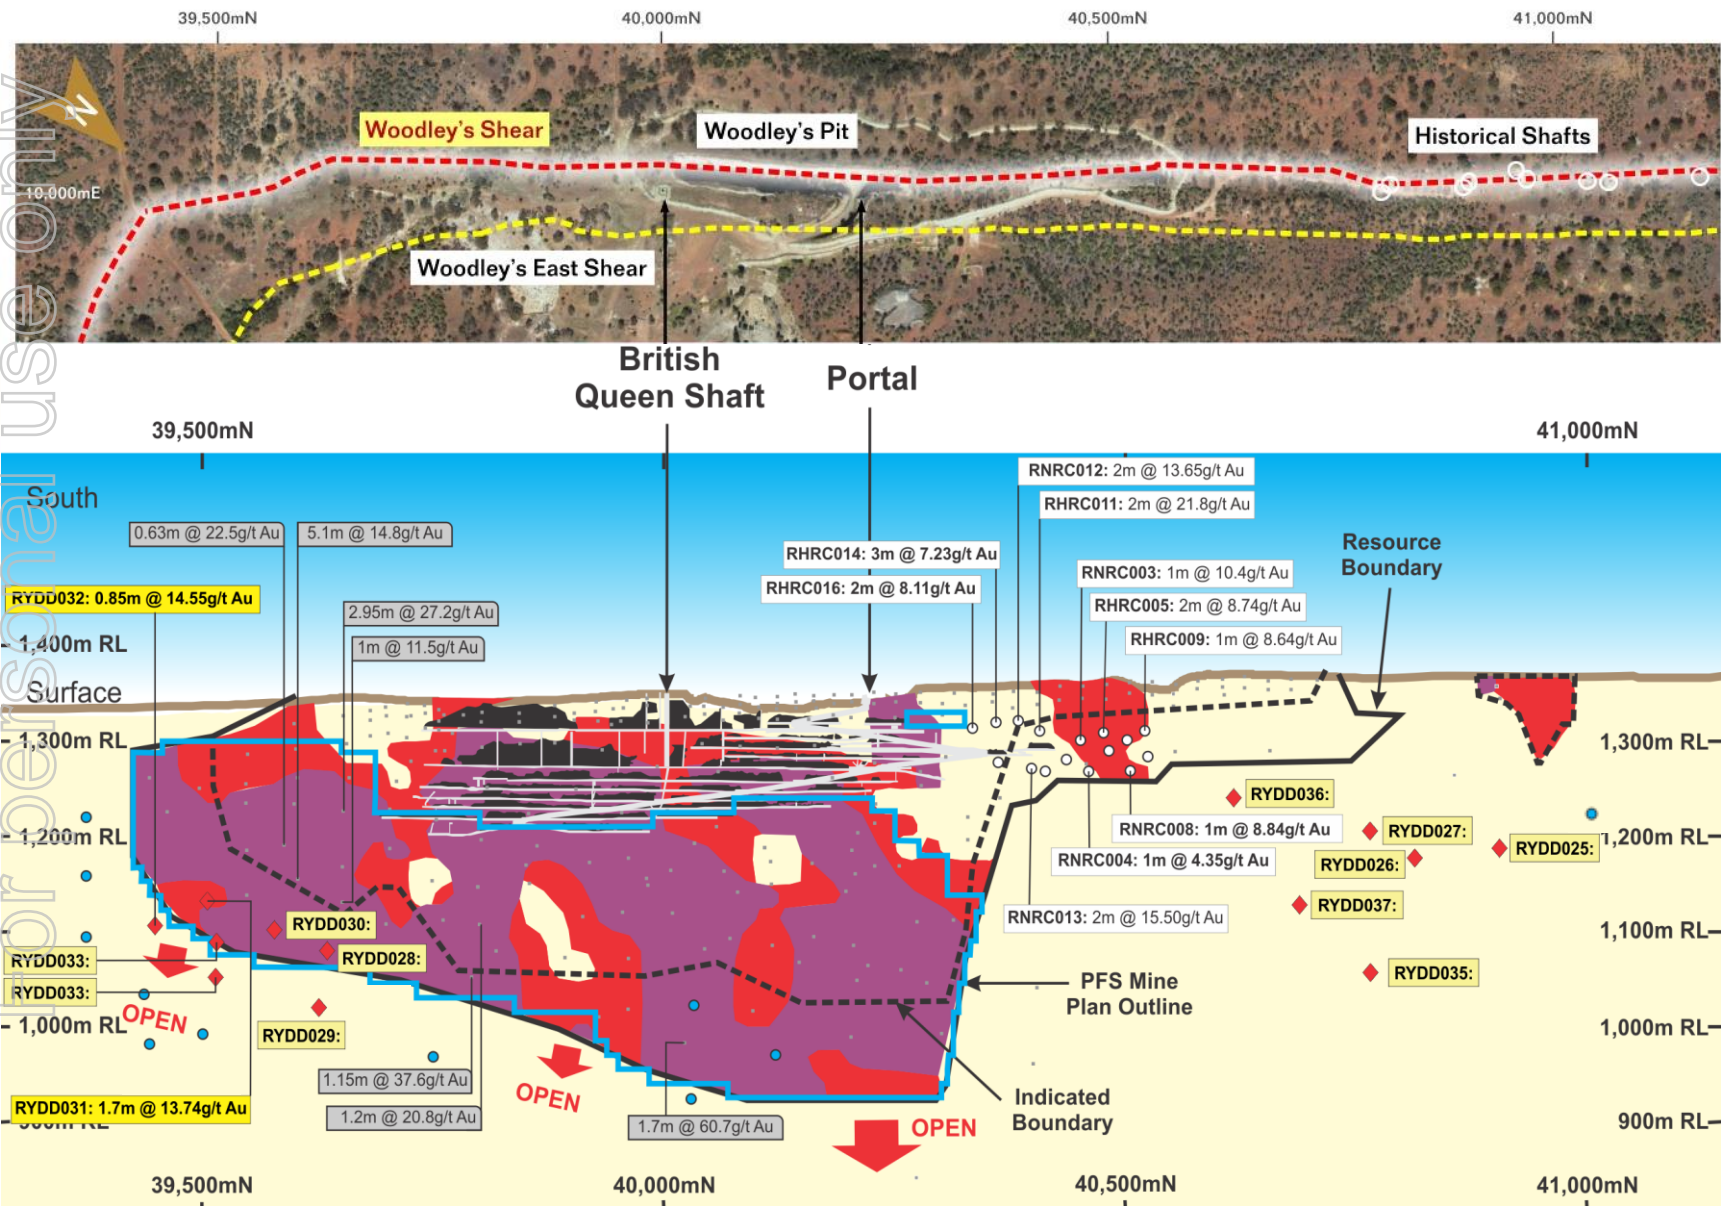 39,500mN
40,000mN
40,500mN
41,000mN
N
Woodley's Shear
Woodley's Pit
Historical Shafts
10,000mE
Woodley's East Shear
British
Queen Shaft
Portal
39,500mN
41,000mN
South
RNRC012: 2m @ 13.65g/t Au
RHRC011: 2m @ 21.8g/t Au
0.63m @ 22.5g/t Au
5.1m @ 14.8g/t Au
Resource
Boundary
RHRC014: 3m @ 7.23g/t Au
RNRC003: 1m @ 10.4g/t Au
RHRC016: 2m @ 8.11g/t Au
RYDD032: 0.85m @ 14.55g/t Au
RHRC005: 2m @ 8.74g/t Au
2.95m @ 27.2g/t Au
RHRC009: 1m @ 8.64g/t Au
1,400m RL
1m @ 11.5g/t Au
Surface
1,300m RL
1,300m RL
RYDD036:
RNRC008: 1m @ 8.84g/t Au
RYDD027:
1,200m RL
1,200m RL
RYDD025:
RNRC004: 1m @ 4.35g/t Au
RYDD026:
RYDD037:
RNRC013: 2m @ 15.50g/t Au
RYDD030:
1,100m RL
RYDD033:
RYDD028:
RYDD035:
RYDD033:
PFS Mine
Plan Outline
OPEN
1,000m RL
1,000m RL
RYDD029:
1.15m @ 37.6g/t Au
OPEN
Indicated
Boundary
RYDD031: 1.7m @ 13.74g/t Au
1.2m @ 20.8g/t Au
1.7m @ 60.7g/t Au
OPEN
900m RL
900m RL
39,500mN
40,000mN
40,500mN
41,000mN
For personal use only